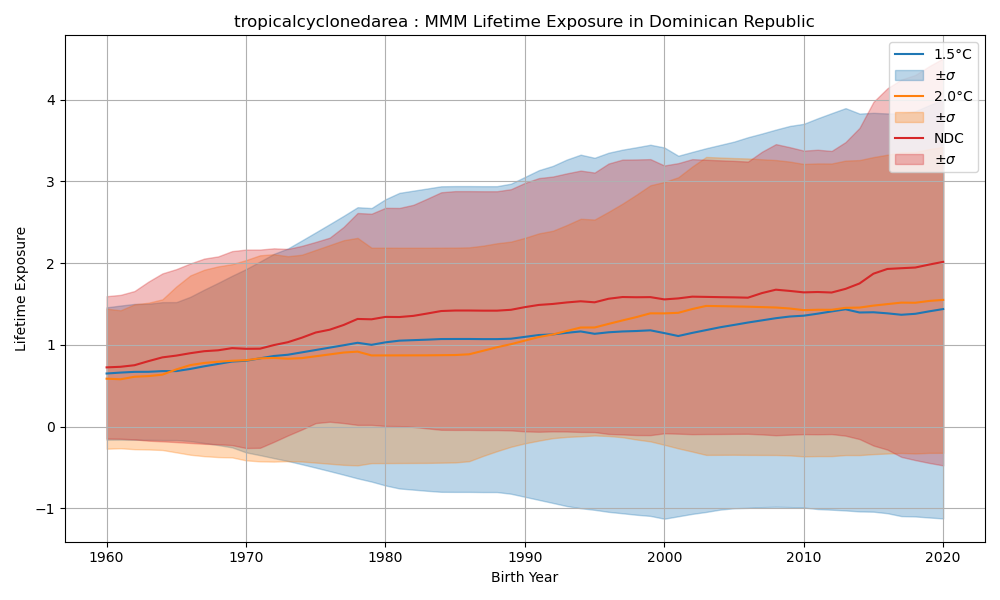 tropicalcyclonedarea : MMM Lifetime Exposure in Dominican Republic
1.5°C
±σ
2.0°C
±σ
NDC
±σ
Lifetime Exposure
4
3
2
1
0
−1
1960
1970
1980
1990
2000
2010
2020
Birth Year